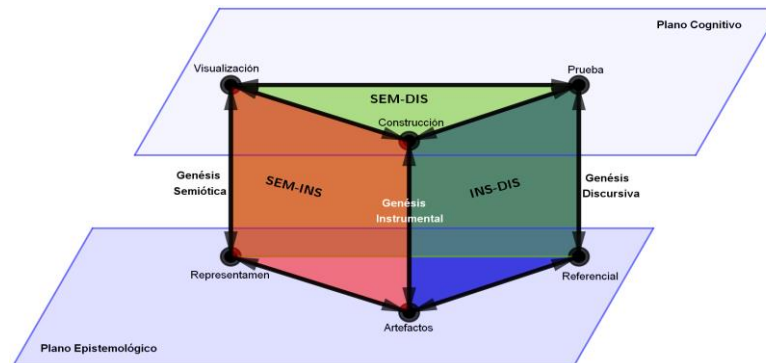 Plano Cognitivo
Visualización
Prueba
SEM-DIS
Construcción
Genésis
Semiótica
SEM-INS
Genésis
Instrumental
INS-DIS
Genésis
Discursiva
Representamen
Referencial
Artefactos
Plano Epistemológico